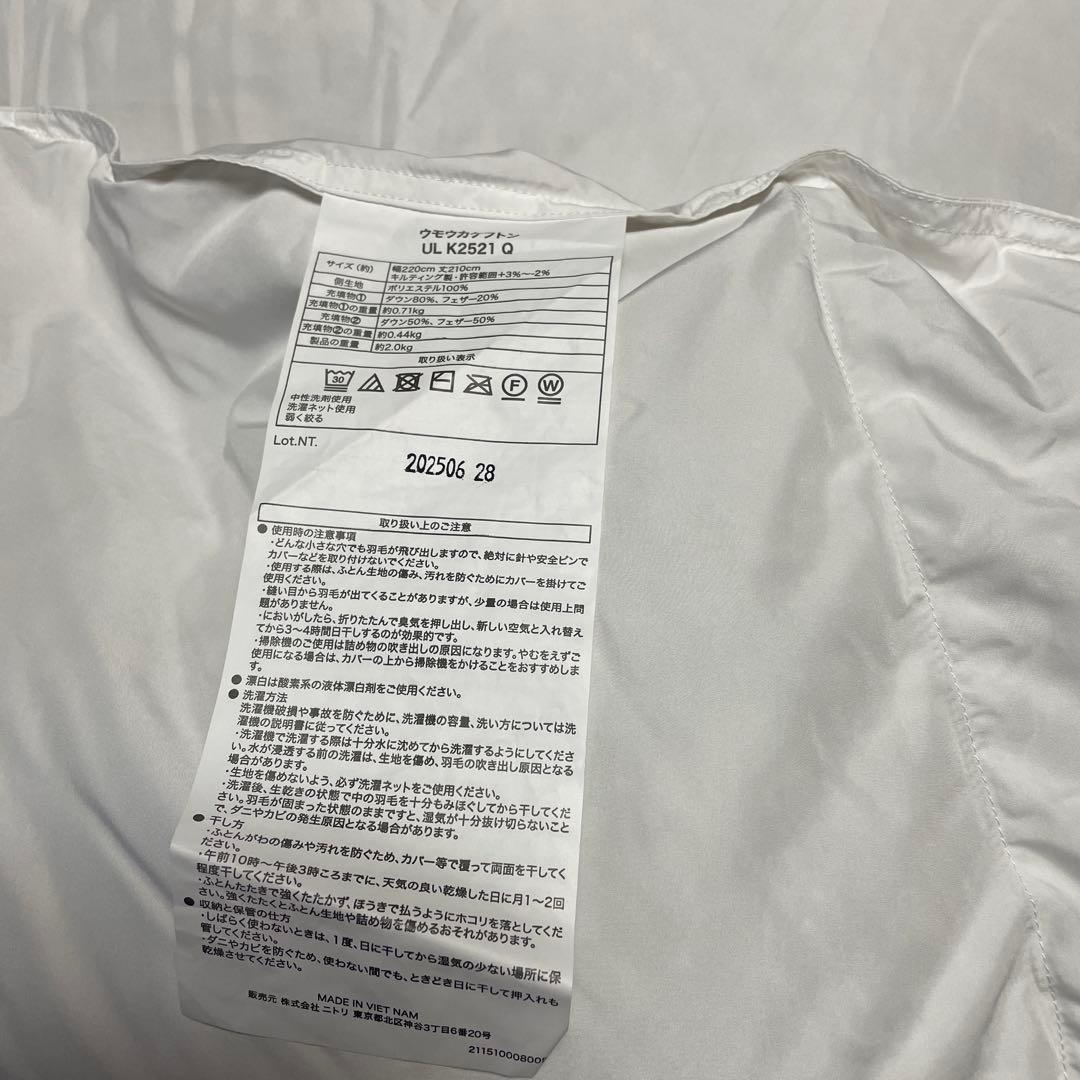 ウモウカケフトン
UL K2521 Q
サイズ（約） 幅220cm 丈210cm
キルティング製・許容範囲+3%～-2%
側生地 ポリエステル100%
充填物① ダウン80%、フェザー20%
充填物①の重量 約0.71kg
充填物② ダウン50%、フェザー50%
充填物②の重量 約0.44kg
製品の重量 約2.0kg
取り扱い表示
30 F W
中性洗剤使用
洗濯ネット使用
弱く絞る
Lot.NT.
202506 28
取り扱い上のご注意
● 使用時の注意事項
・どんな小さな穴でも羽毛が飛び出しますので、絶対に針や安全ピンで
カバーなどを取り付けないでください。
・使用する際は、ふとん生地の傷み、汚れを防ぐためにカバーを掛けてご
使用ください。
・縫い目から羽毛が出てくることがありますが、少量の場合は使用上問
題がありません。
・においがしたら、折りたたんで臭気を押し出し、新しい空気と入れ替え
てから3～4時間日干しするのが効果的です。
・掃除機のご使用は詰め物の吹き出しの原因になります。やむをえずご
使用になる場合は、カバーの上から掃除機をかけることをおすすめしま
す。
● 漂白は酸素系の液体漂白剤をご使用ください。
● 洗濯方法
洗濯機破損や事故を防ぐために、洗濯機の容量、洗い方については洗
濯機の説明書に従ってください。
・洗濯機で洗濯する際は十分水に沈めてから洗濯するようにしてくださ
い。水が浸透する前の洗濯は、生地を傷め、羽毛の吹き出し原因となる
場合があります。
・生地を傷めないよう、必ず洗濯ネットをご使用ください。
・洗濯後、生乾きの状態で中の羽毛を十分もみほぐしてから干してくだ
さい。羽毛が固まった状態のままですと、湿気が十分抜け切らないこと
で、ダニやカビの発生原因となる場合があります。
● 干し方
・ふとんがわの傷みや汚れを防ぐため、カバー等で覆って両面を干してく
ださい。
・午前10時～午後3時ころまでに、天気の良い乾燥した日に月1～2回
程度干してください。
・ふとんたたきで強くたたかず、ほうきで払うようにホコリを落としてくだ
さい。強くたたくとふとん生地や詰め物を傷めるおそれがあります。
● 収納と保管の仕方
・しばらく使わないときは、1度、日に干してから湿気の少ない場所に保
管してください。
・ダニやカビを防ぐため、使わない間でも、ときどき日に干して押入れも
乾燥させてください。
MADE IN VIET NAM
販売元 株式会社 ニトリ 東京都北区神谷3丁目6番20号